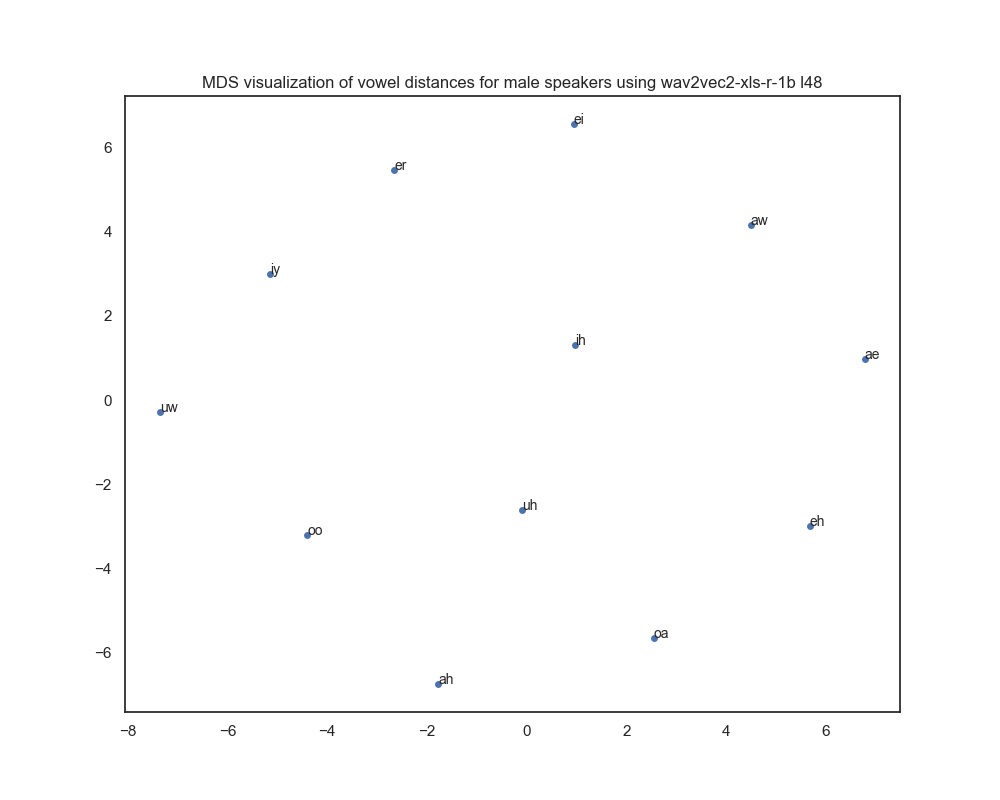 MDS visualization of vowel distances for male speakers using wav2vec2-xls-r-1b l48
ei
6
er
aw
4
iy
2
ih
ae
0
uw
−2
uh
eh
oo
−4
oa
−6
ah
−8 −6 −4 −2 0 2 4 6